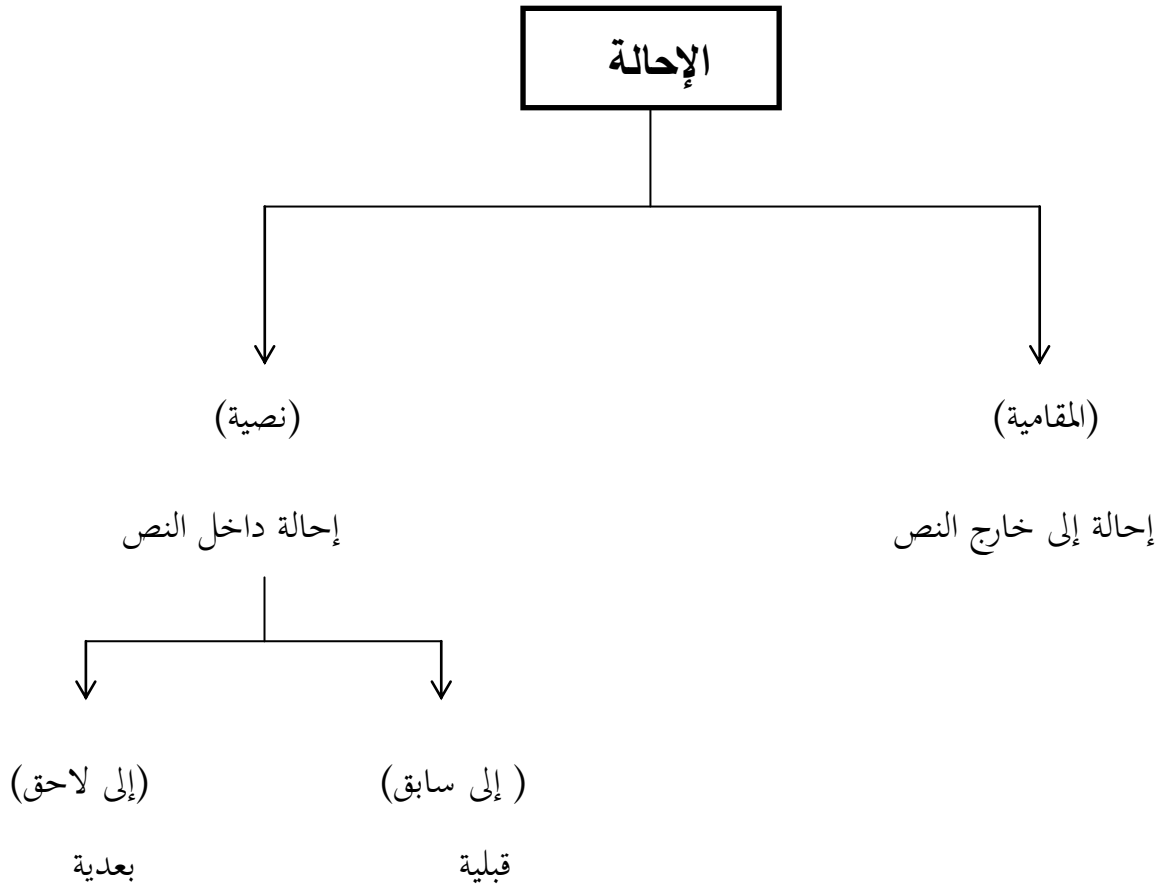 الإحالة
(المقامية)
(نصية)
إحالة إلى خارج النص
إحالة داخل النص
( إلى سابق)
(إلى لاحق)
قبلية
بعدية